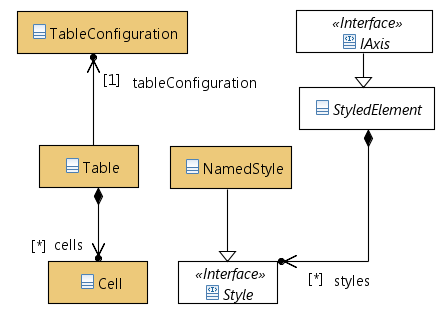 TableConfiguration
«Interface»
IAxis
[1] tableConfiguration
StyledElement
Table
NamedStyle
[*] cells
Cell
«Interface»
Style
[*] styles